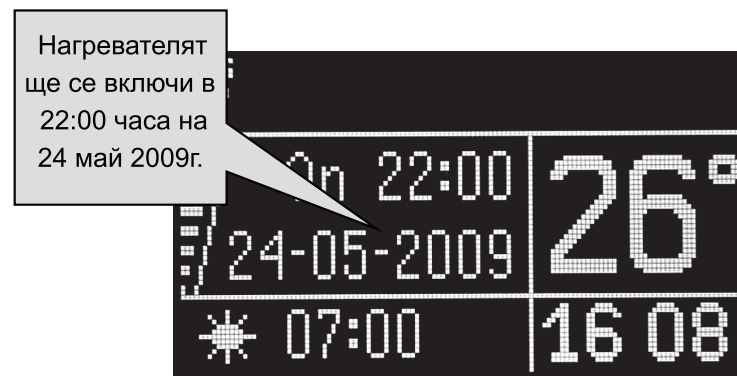 Нагревателят
ще се включи в
22:00 часа на
24 май 2009г.
On 22:00
24-05-2009
26°
07:00
16 08